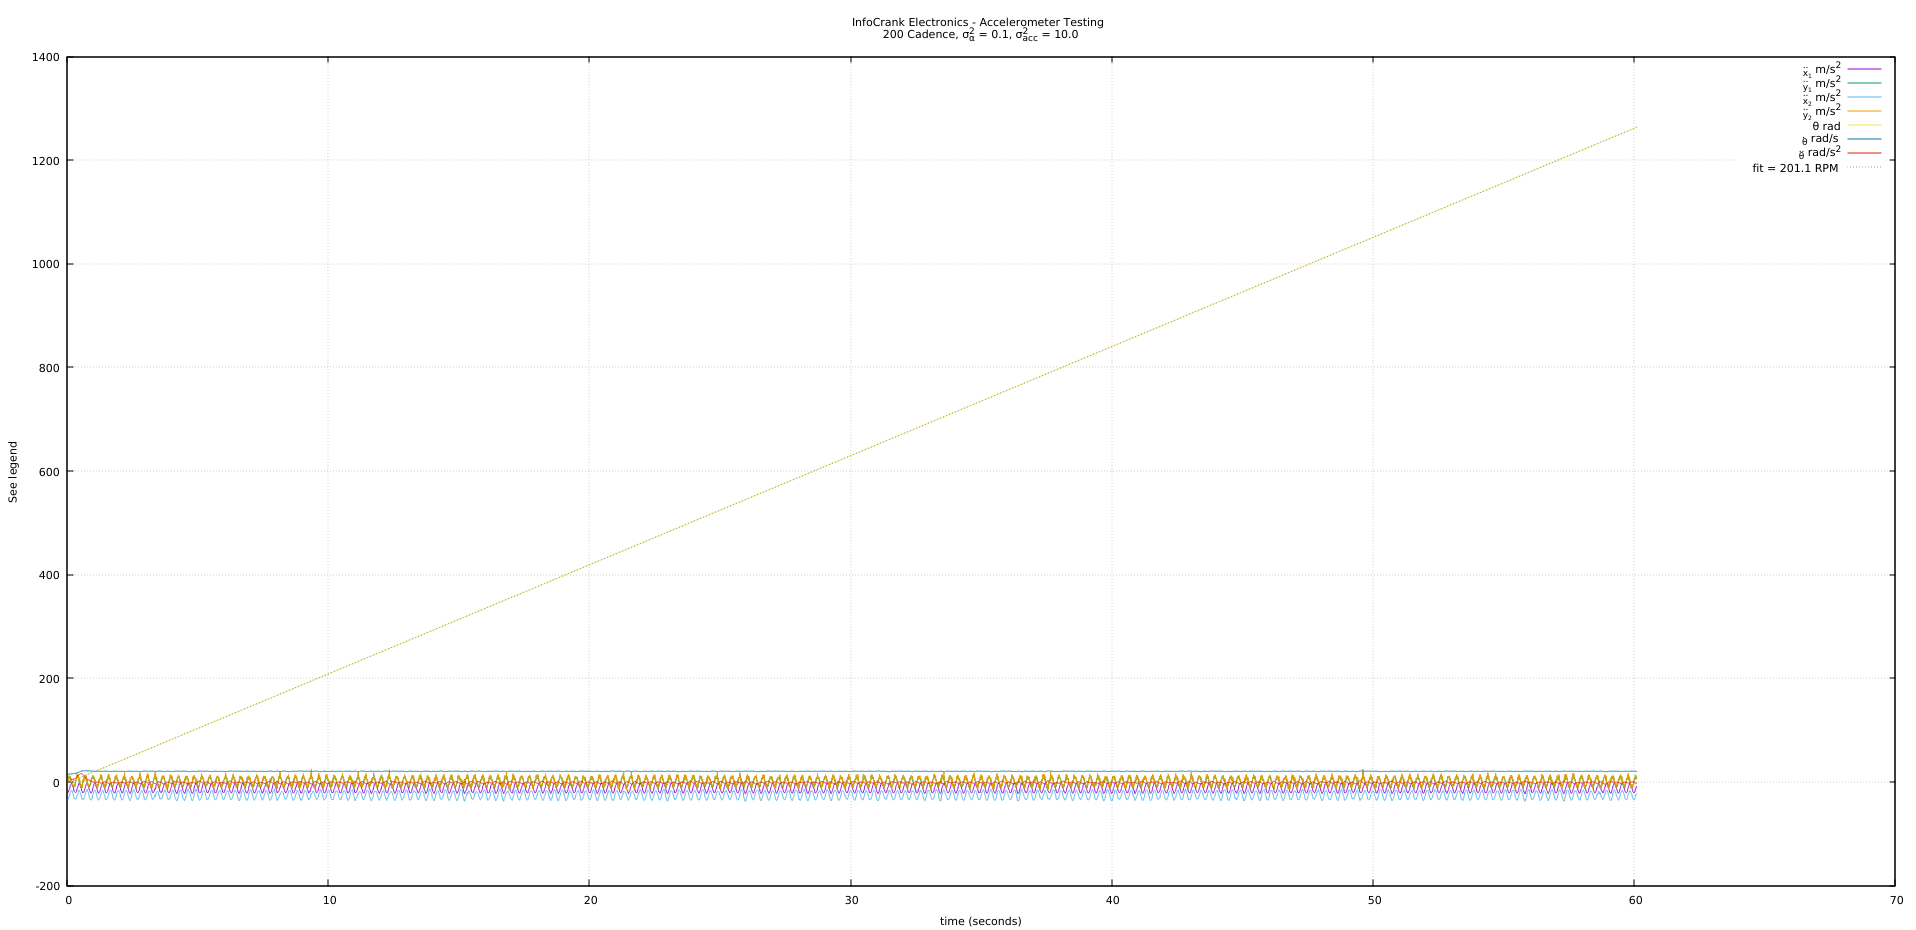 InfoCrank Electronics - Accelerometer Testing
200 Cadence, σ²α = 0.1, σ²acc = 10.0
1400
1200
1000
800
600
400
200
0
-200
See legend
ẍ₁ m/s²
ÿ₁ m/s²
ẍ₂ m/s²
ÿ₂ m/s²
θ rad
θ̇ rad/s
θ̈ rad/s²
fit = 201.1 RPM
0 10 20 30 40 50 60 70
time (seconds)